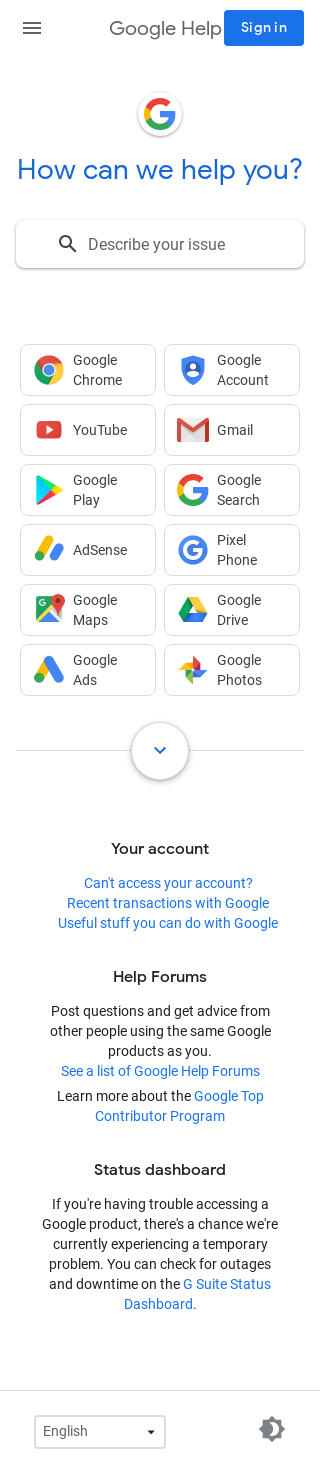 Google Help
Sign in
How can we help you?
Describe your issue
Google
Chrome
Google
Account
YouTube
Gmail
Google
Play
Google
Search
AdSense
Pixel
Phone
Google
Maps
Google
Drive
Google
Ads
Google
Photos
Your account
Can't access your account?
Recent transactions with Google
Useful stuff you can do with Google
Help Forums
Post questions and get advice from
other people using the same Google
products as you.
See a list of Google Help Forums
Learn more about the Google Top
Contributor Program
Status dashboard
If you're having trouble accessing a
Google product, there's a chance we're
currently experiencing a temporary
problem. You can check for outages
and downtime on the G Suite Status
Dashboard.
English